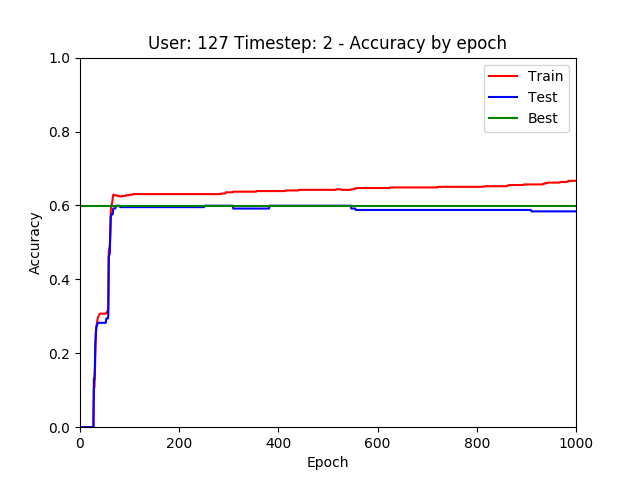 User: 127 Timestep: 2 - Accuracy by epoch
Train
Test
Best
Accuracy
1.0
0.8
0.6
0.4
0.2
0.0
0 200 400 600 800 1000
Epoch